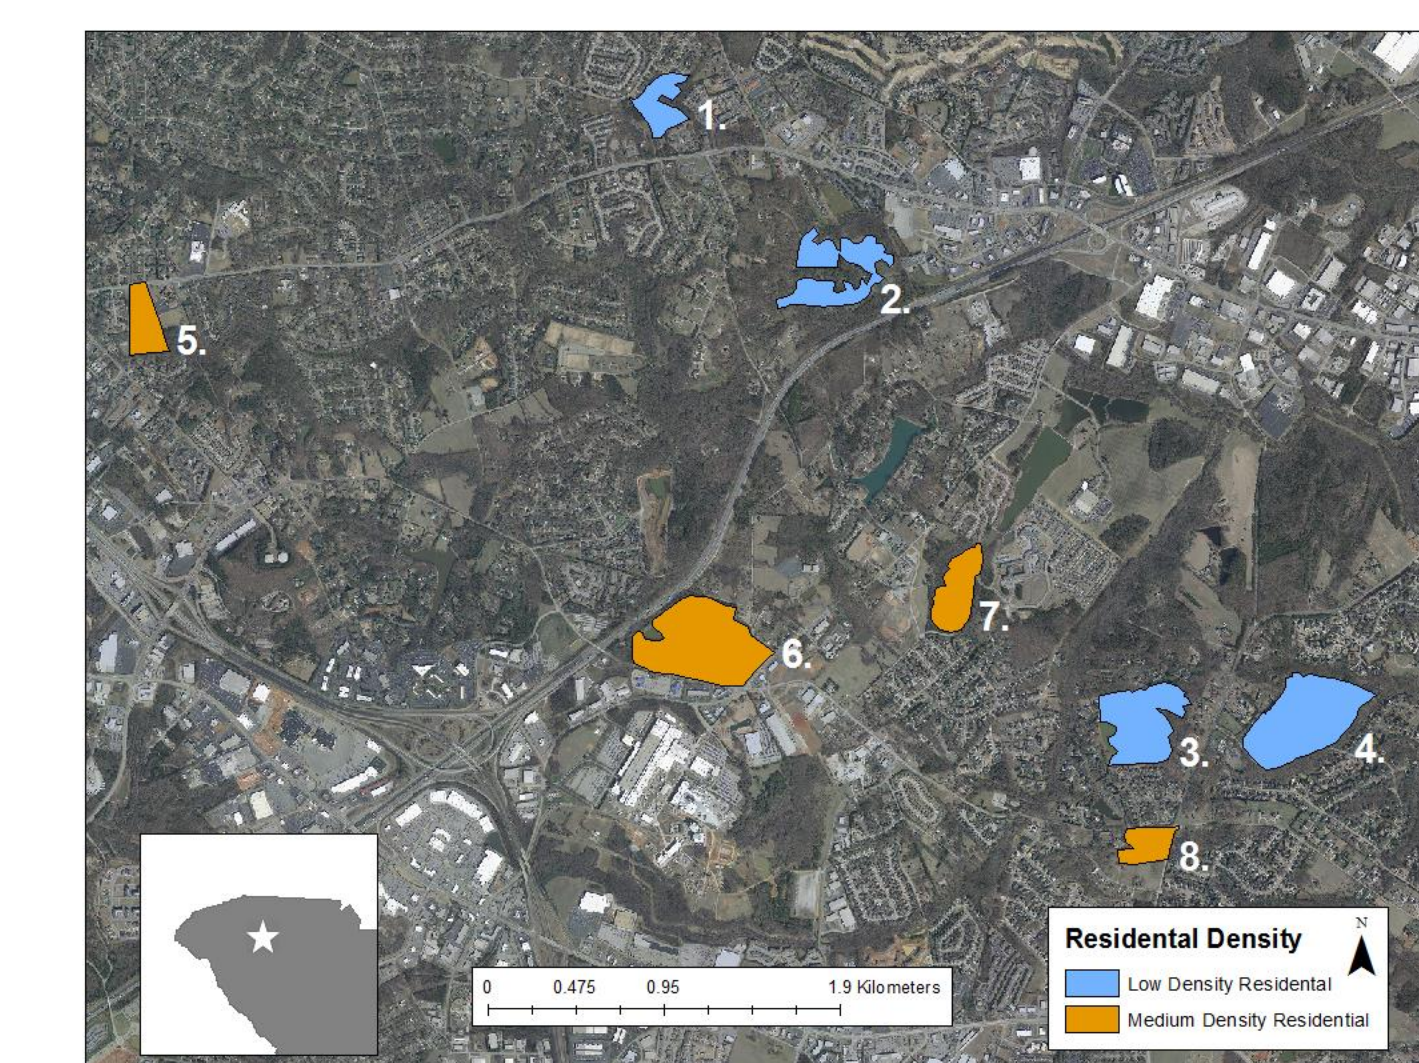 1.
2.
5.
7.
6.
3.
4.
8.
Residental Density
N
Low Density Residental
Medium Density Residential
0 0.475 0.95 1.9 Kilometers